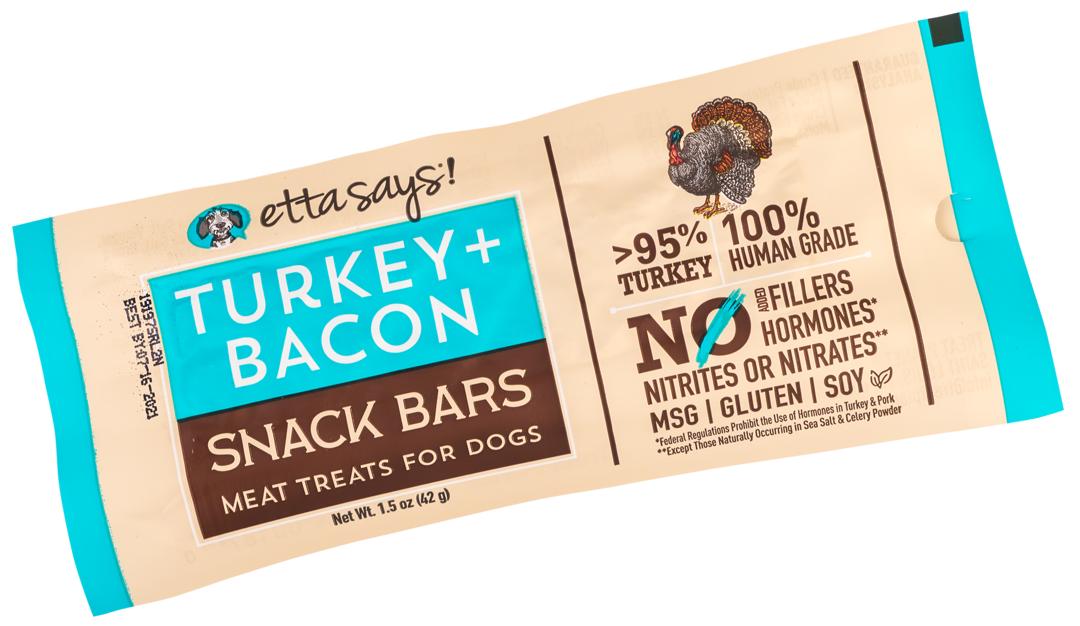 etta says!
TURKEY+
BACON
SNACK BARS
MEAT TREATS FOR DOGS
Net Wt. 1.5 oz (42 g)
BEST BY:07-16-2021
>95%
TURKEY
100%
HUMAN GRADE
NO ADDED FILLERS
HORMONES*
NITRITES OR NITRATES**
MSG | GLUTEN | SOY
*Federal Regulations Prohibit the Use of Hormones in Turkey & Pork
**Except Those Naturally Occurring in Sea Salt & Celery Powder